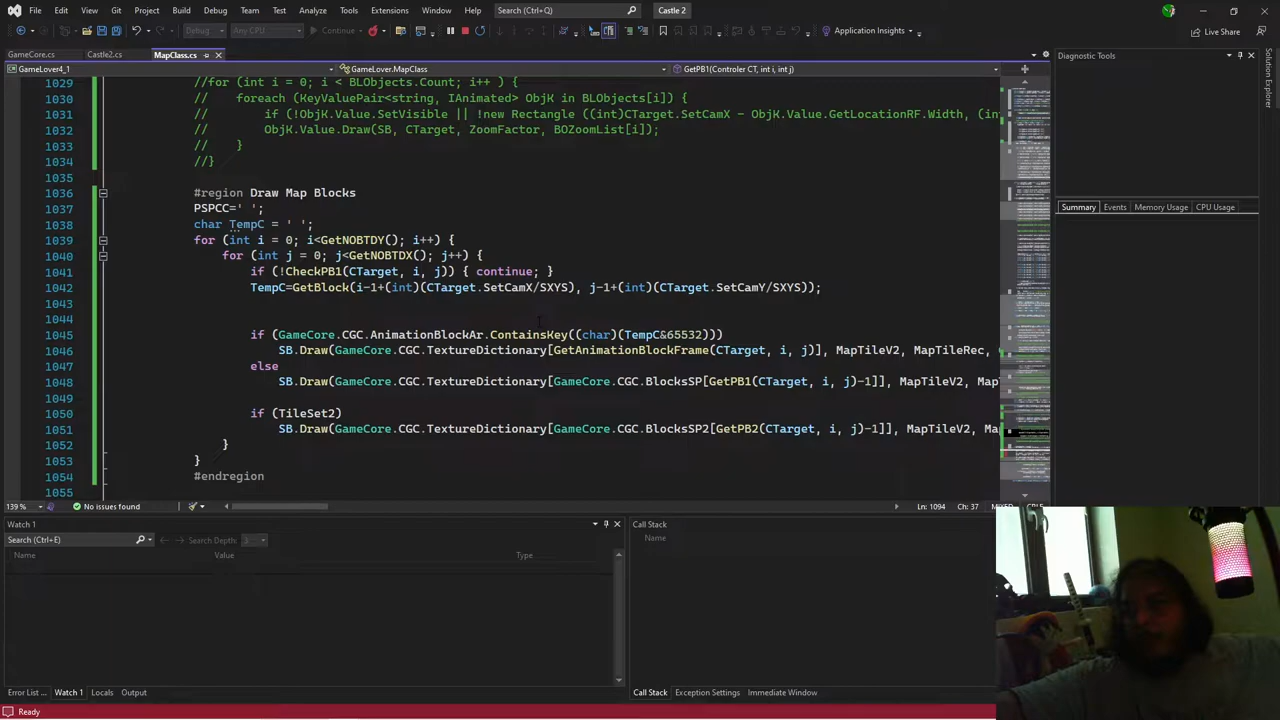 File Edit View Git Project Build Debug Test Analyze Tools Extensions Window Help Search (Ctrl+Q) Castle 2
Debug Any CPU Continue Application Insights Live Share
GameCore.cs Castle2.cs MapClass.cs
GameLover4_1 GameLover.MapClass GetPB1(Controler CT, int i, int j)
Diagnostic Tools
Solution Explorer
Summary Events Memory Usage CPU Usage
1029 //for (int i = 0; i < BLObjects.Count; i++ ) {
1030 // foreach (KeyValuePair<string, IAnimated> ObjK in BLObjects[i]) {
1031 // if (!ObjK.Value.SetVisible || !new Rectangle ((int)CTarget.SetCamX - ObjK.Value.GetLocationRF.Width, (in
1032 // ObjK.Value.Draw(SB, CTarget, ZoomFactor, BOZoomList[i]);
1033 // }
1034 //}
1035
1036 #region Draw Map Blocks
1037 PSPCC=' ';
1038 char TempC = ' ';
1039 for (int i = 0; i<GetNOBTDY(); i++) {
1040 for (int j = 0; j<GetNOBTDX(); j++) {
1041 if (!CheckPB1(CTarget, i, j)) { continue; }
1042 TempC=GetBlock(i-1+(int)(CTarget.SetCamX/SXYS), j-1+(int)(CTarget.SetCamY/SXYS));
1043
1044
1045 if (GameCore.CGC.AnimationBlockAp.ContainsKey((char)(TempC&65532)))
1046 SB.Draw(GameCore.CGC.TextureDictionary[GetAnimtionBlockFrame(CTarget, i, j)], MapTileV2, MapTileRec,
1047 else
1048 SB.Draw(GameCore.CGC.TextureDictionary[GameCore.CGC.BlocksSP[GetPB1(CTarget, i, j)-1]], MapTileV2, Map
1049
1050 if (Tile
1051 SB.Draw(GameCore.CGC.TextureDictionary[GameCore.CGC.BlocksSP2[GetPB2(CTarget, i, j)-1]], MapTileV2, Ma
1052 }
1053 }
1054 #endregion
1055
139 % No issues found Ln: 1094 Ch: 37 MIXED CRLF
Watch 1
Search (Ctrl+E) Search Depth: 3
Name Value Type
Call Stack
Name
Error List ... Watch 1 Locals Output
Call Stack Exception Settings Immediate Window
Ready